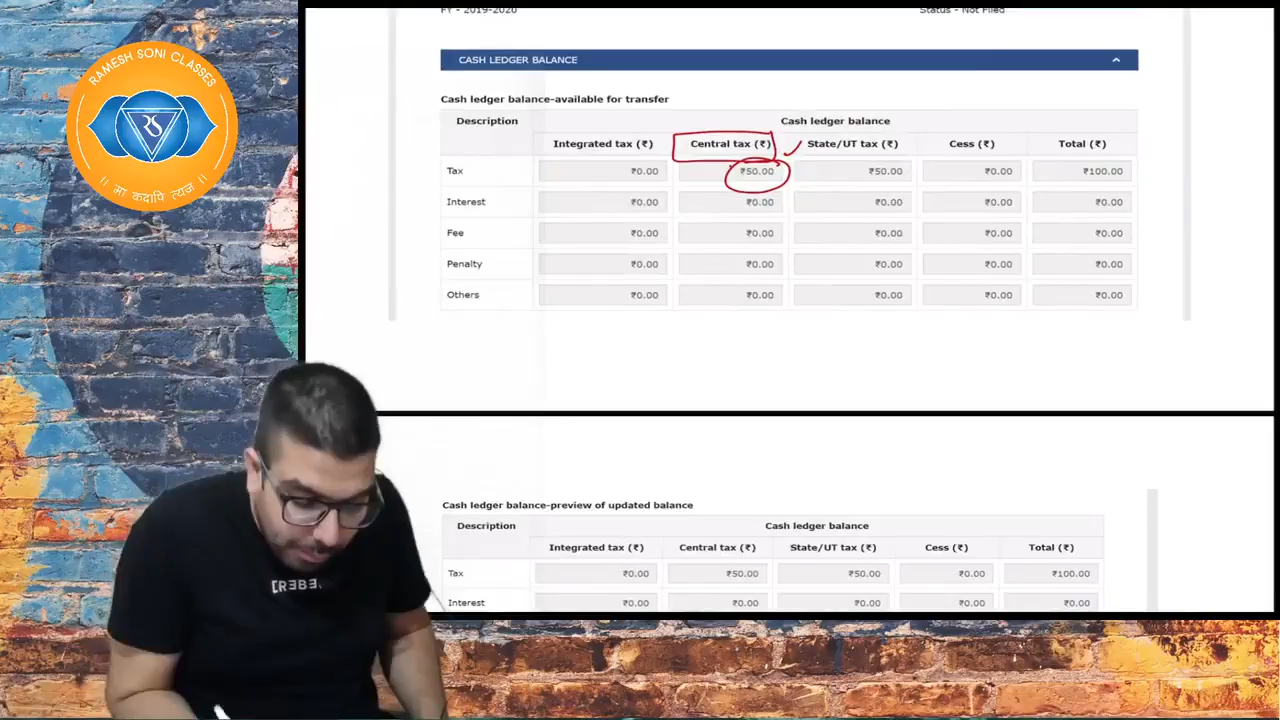 FY - 2019-2020
Status - Not Filed
RAMESH SONI CLASSES
।। मा कदापि त्यज ।।
CASH LEDGER BALANCE
Cash ledger balance-available for transfer
Description Cash ledger balance
Integrated tax (₹) Central tax (₹) State/UT tax (₹) Cess (₹) Total (₹)
Tax ₹0.00 ₹50.00 ₹50.00 ₹0.00 ₹100.00
Interest ₹0.00 ₹0.00 ₹0.00 ₹0.00 ₹0.00
Fee ₹0.00 ₹0.00 ₹0.00 ₹0.00 ₹0.00
Penalty ₹0.00 ₹0.00 ₹0.00 ₹0.00 ₹0.00
Others ₹0.00 ₹0.00 ₹0.00 ₹0.00 ₹0.00
Cash ledger balance-preview of updated balance
Description Cash ledger balance
Integrated tax (₹) Central tax (₹) State/UT tax (₹) Cess (₹) Total (₹)
Tax ₹0.00 ₹50.00 ₹50.00 ₹0.00 ₹100.00
Interest ₹0.00 ₹0.00 ₹0.00 ₹0.00 ₹0.00